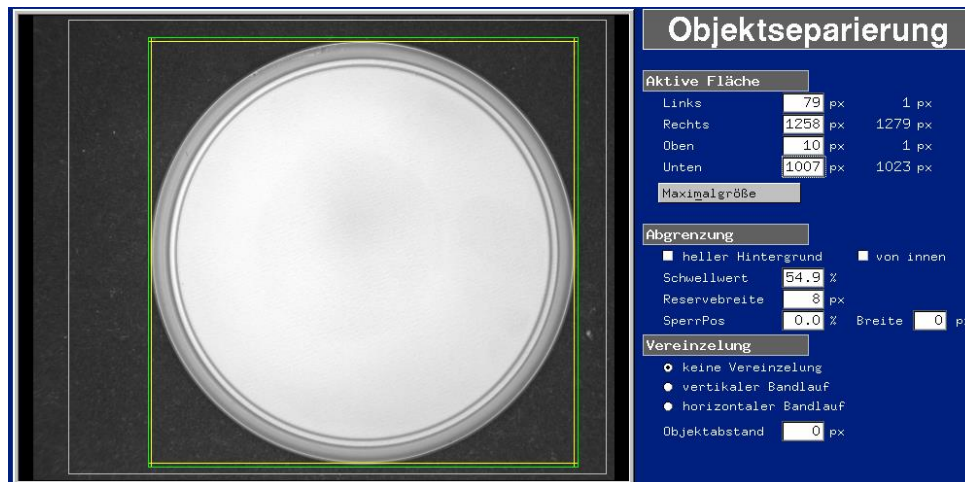 Objektseparierung
Aktive Fläche
Links 79 px 1 px
Rechts 1258 px 1279 px
Oben 10 px 1 px
Unten 1007 px 1023 px
Maximalgröße
Abgrenzung
heller Hintergrund von innen
Schwellwert 54.9 %
Reservebreite 8 px
SperrPos 0.0 % Breite 0 p
Vereinzelung
keine Vereinzelung
vertikaler Bandlauf
horizontaler Bandlauf
Objektabstand 0 px